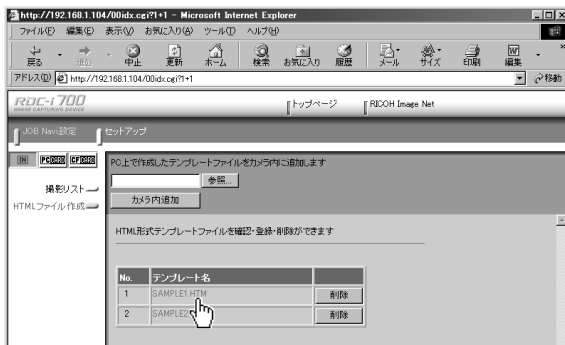 http://192.168.1.104/00idx.cgi?1+1 - Microsoft Internet Explorer
ファイル(F) 編集(E) 表示(V) お気に入り(A) ツール(T) ヘルプ(H)
戻る 中止 更新 ホーム 検索 お気に入り 履歴 メール サイズ 印刷 編集 »
アドレス(D) http://192.168.1.104/00idx.cgi?1+1 移動
RDC-i 700 トップページ RICOH Image Net
IMAGE CAPTURING DEVICE
JOB Navi設定 セットアップ
IN PC CARD CF CARD
PC上で作成したテンプレートファイルをカメラ内に追加します
参照...
撮影リスト
カメラ内追加
HTMLファイル作成
HTML形式テンプレートファイルを確認・登録・削除ができます
No. テンプレート名
1 SAMPLE1.HTM 削除
2 SAMPLE2 削除